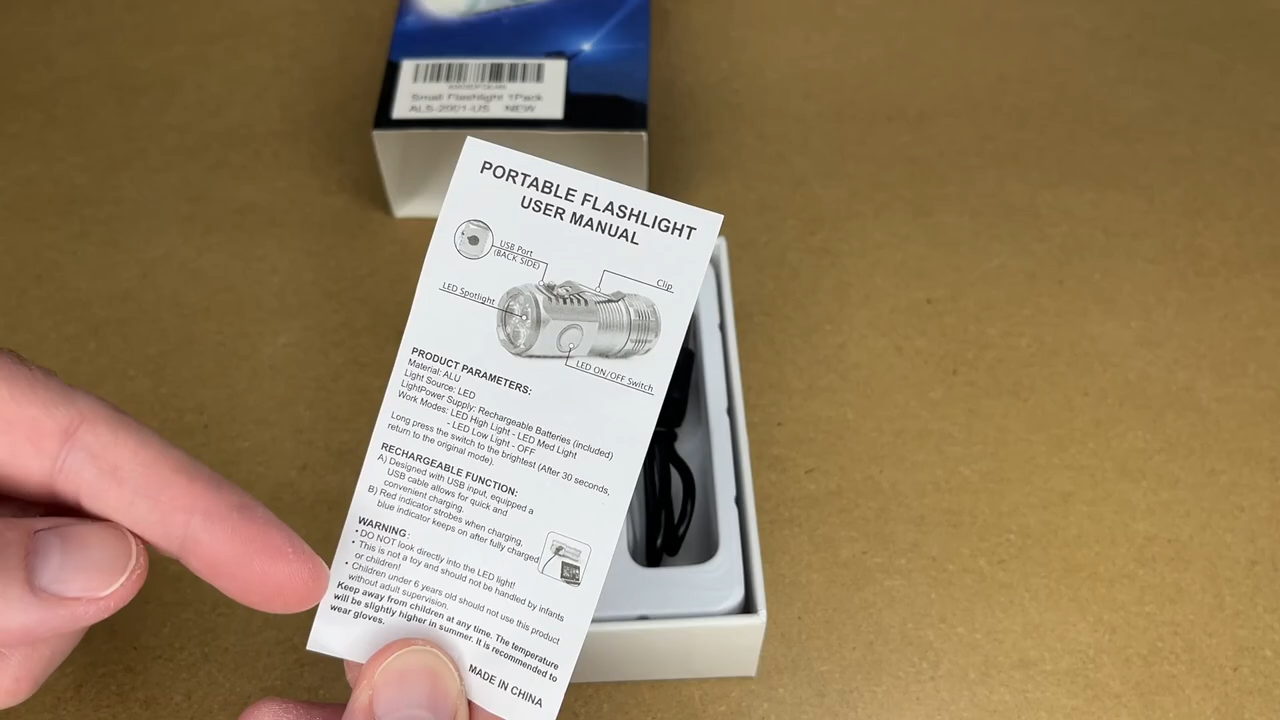 Small Flashlight 1Pack
ALS-2001-US NEW
PORTABLE FLASHLIGHT
USER MANUAL
USB Port
(BACK SIDE)
Clip
LED Spotlight
LED ON/OFF Switch
PRODUCT PARAMETERS:
Material: ALU
Light Source: LED
LightPower Supply: Rechargeable Batteries (included)
Work Modes: LED High Light - LED Med Light
- LED Low Light - OFF
Long press the switch to the brightest (After 30 seconds,
return to the original mode).
RECHARGEABLE FUNCTION:
A) Designed with USB input, equipped a
USB cable allows for quick and
convenient charging.
B) Red indicator strobes when charging,
blue indicator keeps on after fully charged
WARNING:
• DO NOT look directly into the LED light!
• This is not a toy and should not be handled by infants
or children!
• Children under 6 years old should not use this product
without adult supervision.
Keep away from children at any time. The temperature
will be slightly higher in summer. It is recommended to
wear gloves.
MADE IN CHINA